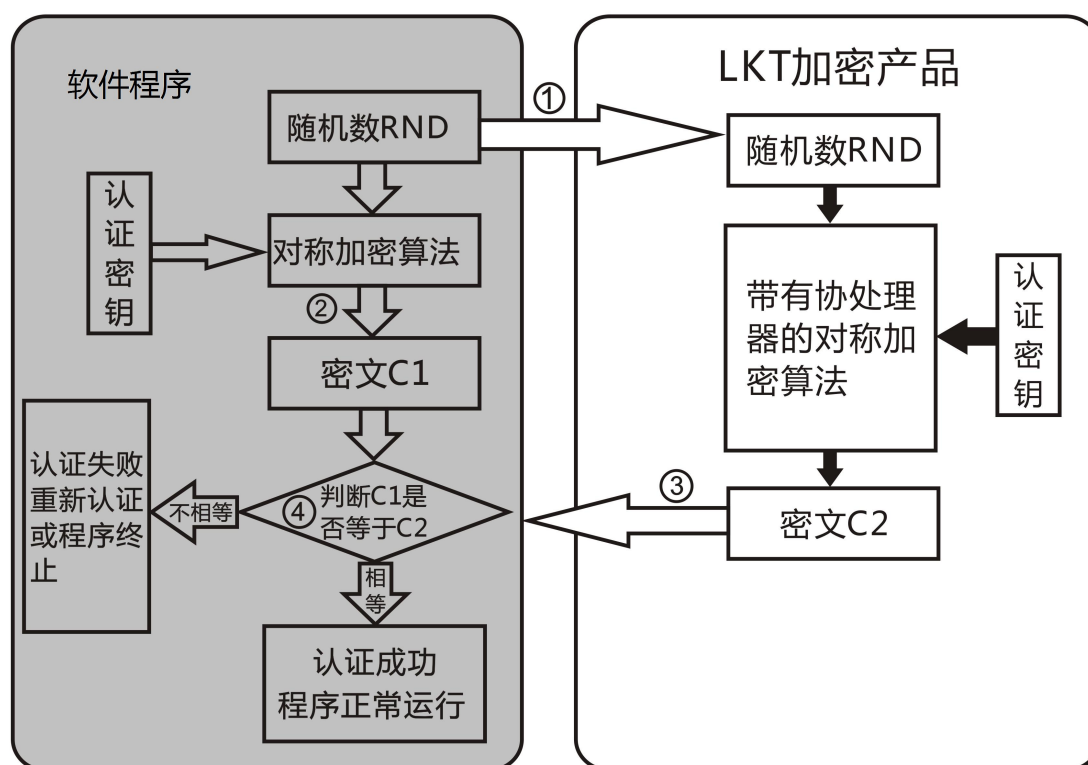 软件程序
随机数RND
认
证
密
钥
对称加密算法
②
密文C1
④
判断C1是
否等于C2
不相等
认证失败
重新认证
或程序终
止
相
等
认证成功
程序正常运行
①
③
LKT加密产品
随机数RND
带有协处理
器的对称加
密算法
认
证
密
钥
密文C2